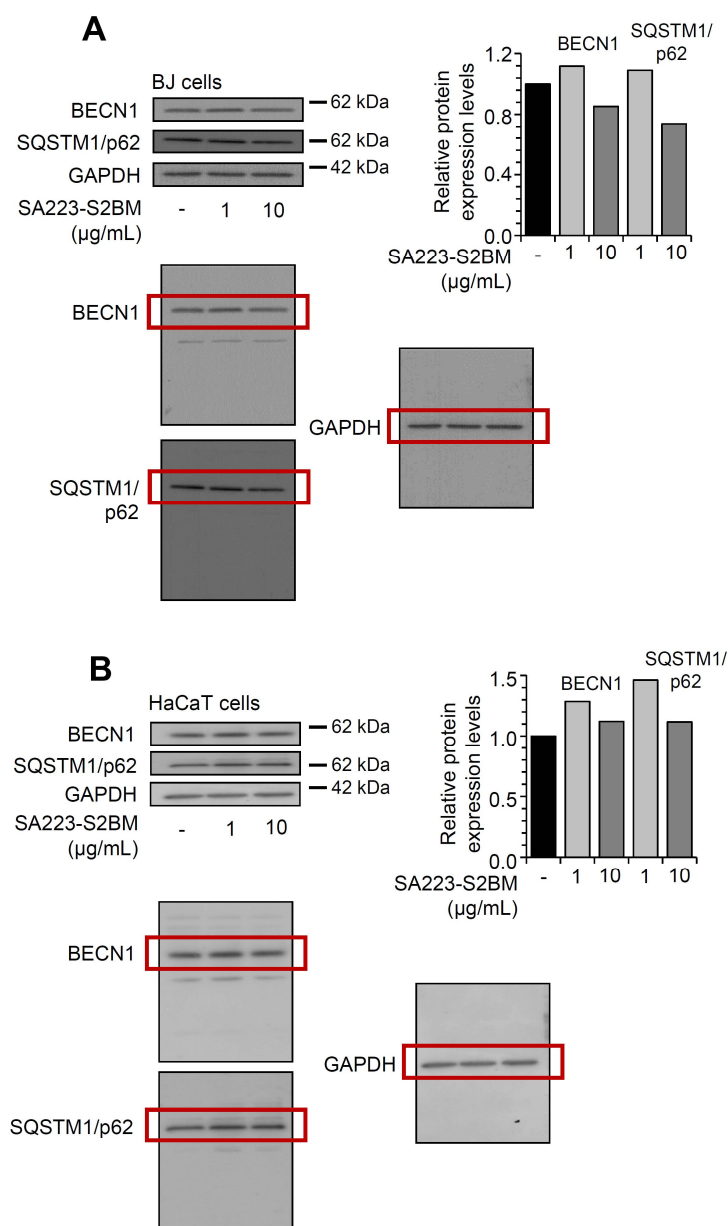 A
BJ cells
BECN1
62 kDa
SQSTM1/p62
62 kDa
GAPDH
42 kDa
SA223-S2BM
(µg/mL)
- 1 10
Relative protein
expression levels
1.2
0.8
0.4
0.0
BECN1
SQSTM1/
p62
SA223-S2BM
(µg/mL)
- 1 10 1 10
BECN1
GAPDH
SQSTM1/
p62
B
HaCaT cells
BECN1
62 kDa
SQSTM1/p62
62 kDa
GAPDH
42 kDa
SA223-S2BM
(µg/mL)
- 1 10
Relative protein
expression levels
1.5
1.0
0.5
0.0
BECN1
SQSTM1/
p62
SA223-S2BM
(µg/mL)
- 1 10 1 10
BECN1
GAPDH
SQSTM1/p62